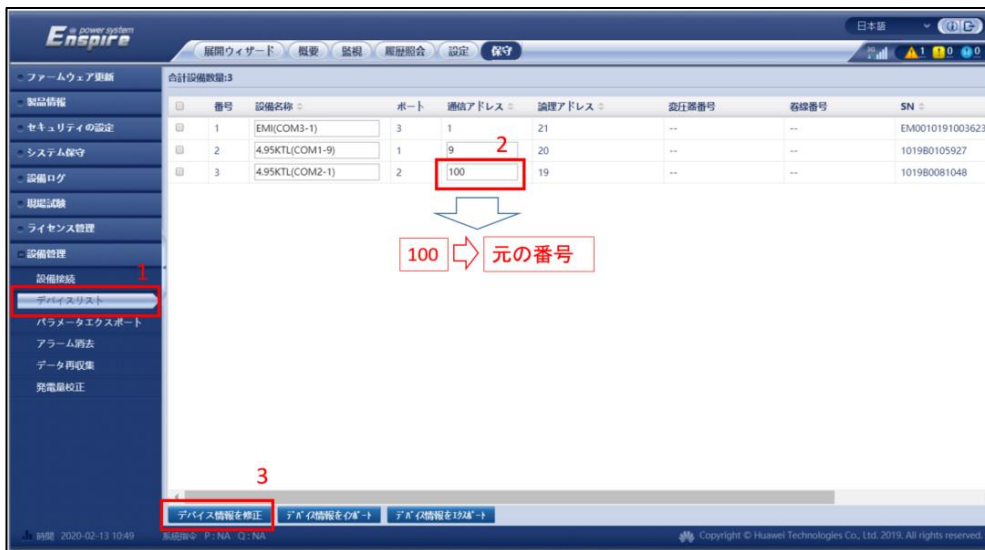 e power system
Enspire
日本語
展開ウィザード 概要 監視 履歴照会 設定 保守
1 0 0
ファームウェア更新
製品情報
セキュリティの設定
システム保守
設備ログ
現場試験
ライセンス管理
設備管理
設備接続
デバイスリスト
パラメータエクスポート
アラーム消去
データ再収集
発電量校正
1
合計設備数量:3
番号 設備名称 ポート 通信アドレス 論理アドレス 変圧器番号 巻線番号 SN
1 EMI(COM3-1) 3 1 21 -- -- EM0010191003623
2 4.95KTL(COM1-9) 1 9 20 -- -- 1019B0105927
3 4.95KTL(COM2-1) 2 100 19 -- -- 1019B0081048
2
100 元の番号
3
デバイス情報を修正 デバイス情報をインポート デバイス情報をエクスポート
時間 2020-02-13 10:49 系統指令 P : NA Q : NA
Copyright © Huawei Technologies Co., Ltd. 2019. All rights reserved.